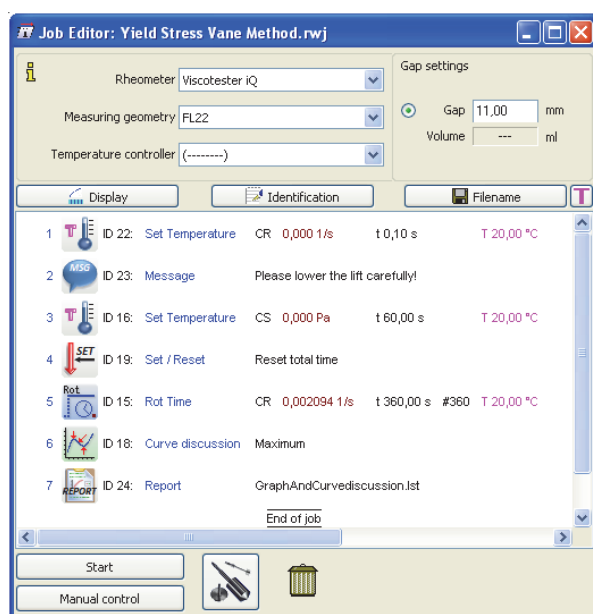 Job Editor: Yield Stress Vane Method.rwj
Rheometer Viscotester iQ
Measuring geometry FL22
Temperature controller (--------)
Gap settings
Gap 11,00 mm
Volume --- ml
Display Identification Filename T
1 T ID 22: Set Temperature CR 0,000 1/s t 0,10 s T 20,00 °C
2 MSG ID 23: Message Please lower the lift carefully!
3 T ID 16: Set Temperature CS 0,000 Pa t 60,00 s T 20,00 °C
4 SET ID 19: Set / Reset Reset total time
5 Rot ID 15: Rot Time CR 0,002094 1/s t 360,00 s #360 T 20,00 °C
6 ID 18: Curve discussion Maximum
7 REPORT ID 24: Report GraphAndCurvediscussion.lst
End of job
Start
Manual control